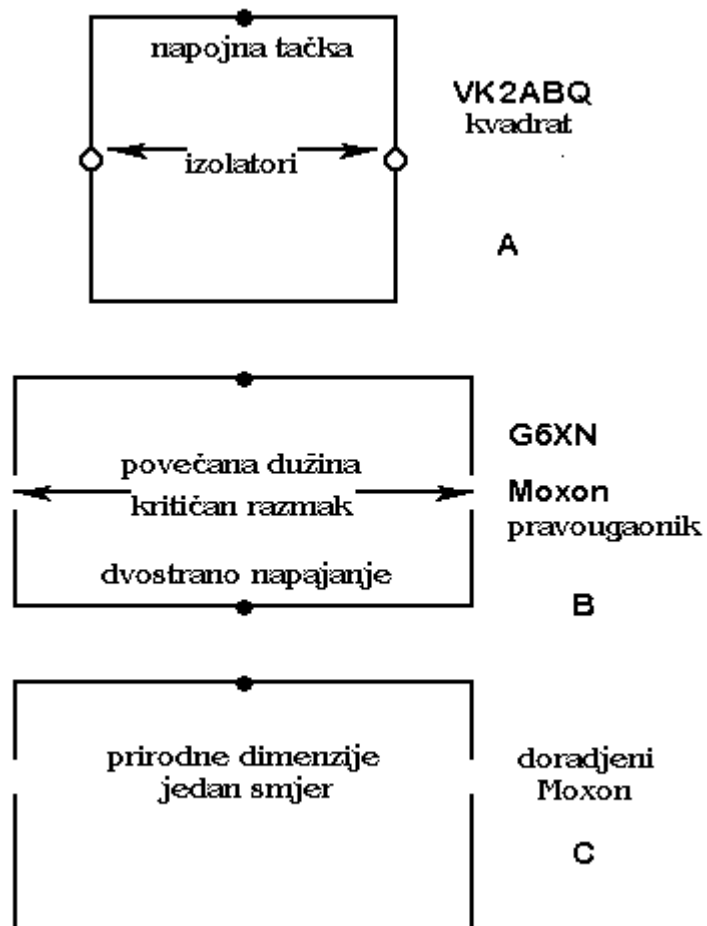 napojna tačka
VK2ABQ
kvadrat
izolatori
A
G6XN
povečana dužina
Moxon
kritičan razmak
pravougaonik
dvostrano napajanje
B
prirodne dimenzije
jedan smjer
doradjeni
Moxon
C